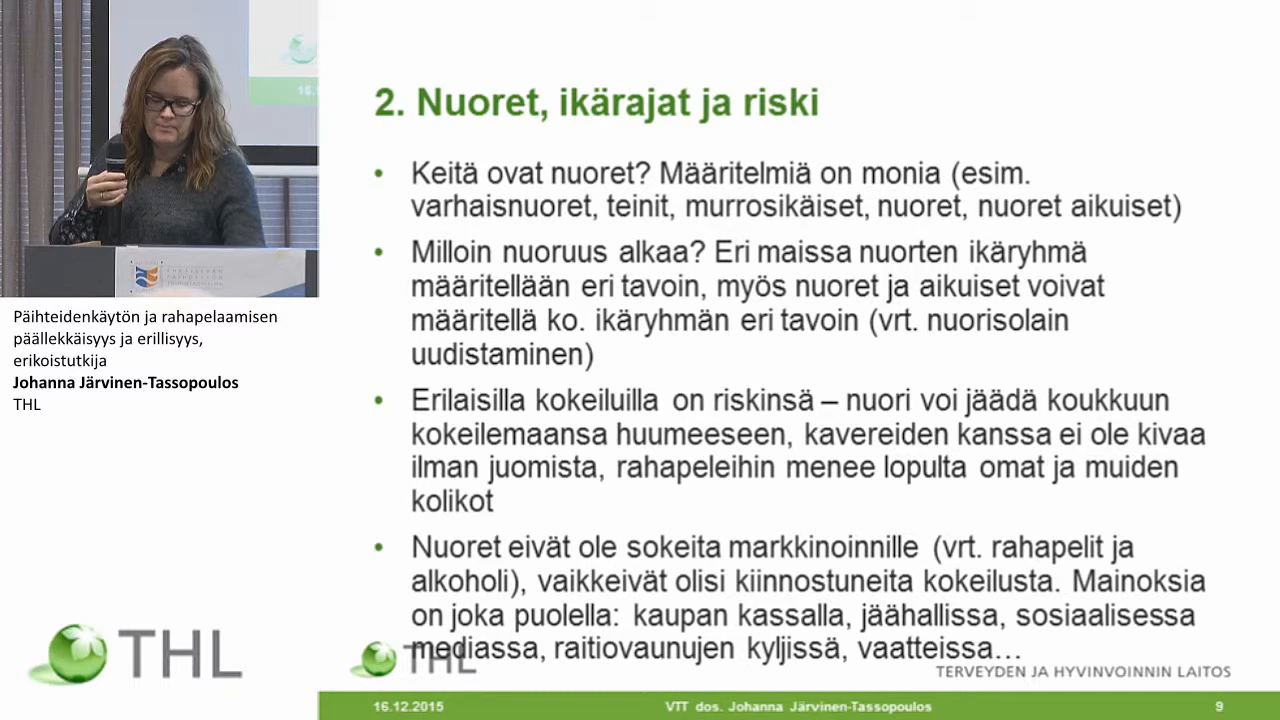 2. Nuoret, ikärajat ja riski
• Keitä ovat nuoret? Määritelmiä on monia (esim.
varhaisnuoret, teinit, murrosikäiset, nuoret, nuoret aikuiset)
• Milloin nuoruus alkaa? Eri maissa nuorten ikäryhmä
määritellään eri tavoin, myös nuoret ja aikuiset voivat
määritellä ko. ikäryhmän eri tavoin (vrt. nuorisolain
uudistaminen)
• Erilaisilla kokeiluilla on riskinsä – nuori voi jäädä koukkuun
kokeilemaansa huumeeseen, kavereiden kanssa ei ole kivaa
ilman juomista, rahapeleihin menee lopulta omat ja muiden
kolikot
• Nuoret eivät ole sokeita markkinoinnille (vrt. rahapelit ja
alkoholi), vaikkeivät olisi kiinnostuneita kokeilusta. Mainoksia
on joka puolella: kaupan kassalla, jäähallissa, sosiaalisessa
mediassa, raitiovaunujen kyljissä, vaatteissa…
THL
TERVEYDEN JA HYVINVOINNIN LAITOS
16.12.2015
VTT dos. Johanna Järvinen-Tassopoulos
9
Päihteidenkäytön ja rahapelaamisen
päällekkäisyys ja erillisyys,
erikoistutkija
Johanna Järvinen-Tassopoulos
THL
THL